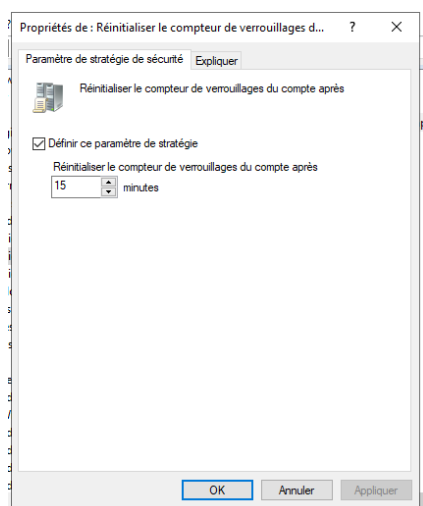 Propriétés de : Réinitialiser le compteur de verrouillages d... ?
Paramètre de stratégie de sécurité Expliquer
Réinitialiser le compteur de verrouillages du compte après
Définir ce paramètre de stratégie
Réinitialiser le compteur de verrouillages du compte après
15 minutes
OK Annuler Appliquer